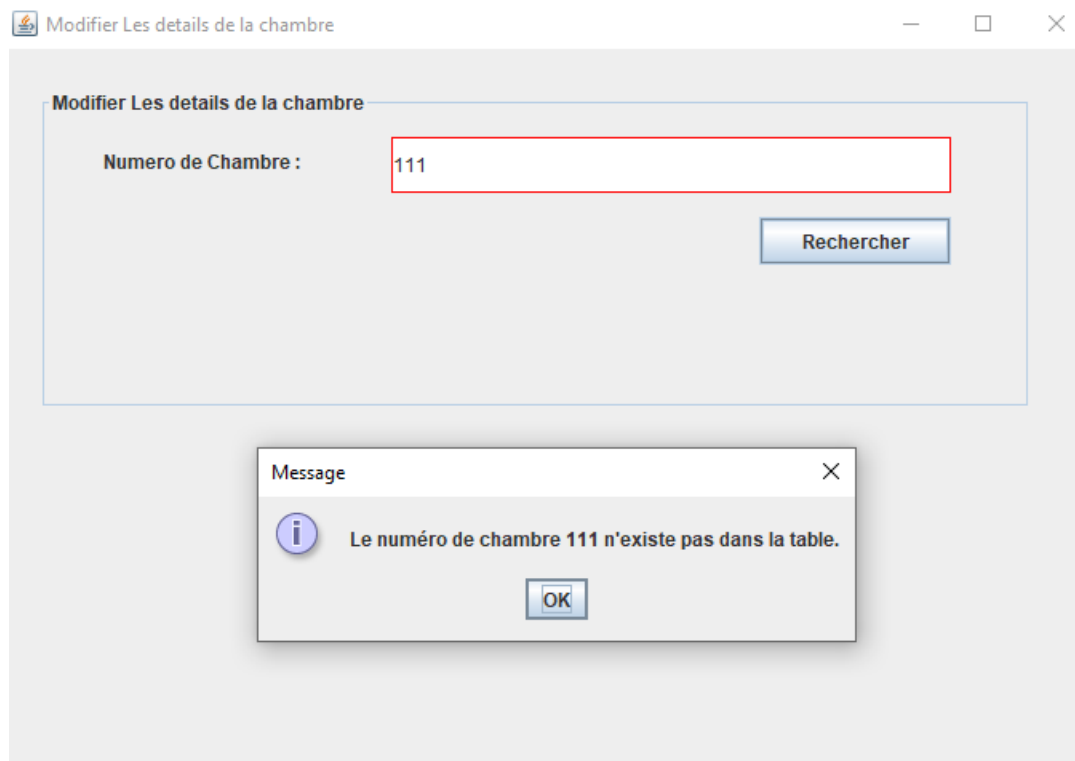 Modifier Les details de la chambre
Modifier Les details de la chambre
Numero de Chambre :
111
Rechercher
Message
i
Le numéro de chambre 111 n'existe pas dans la table.
OK